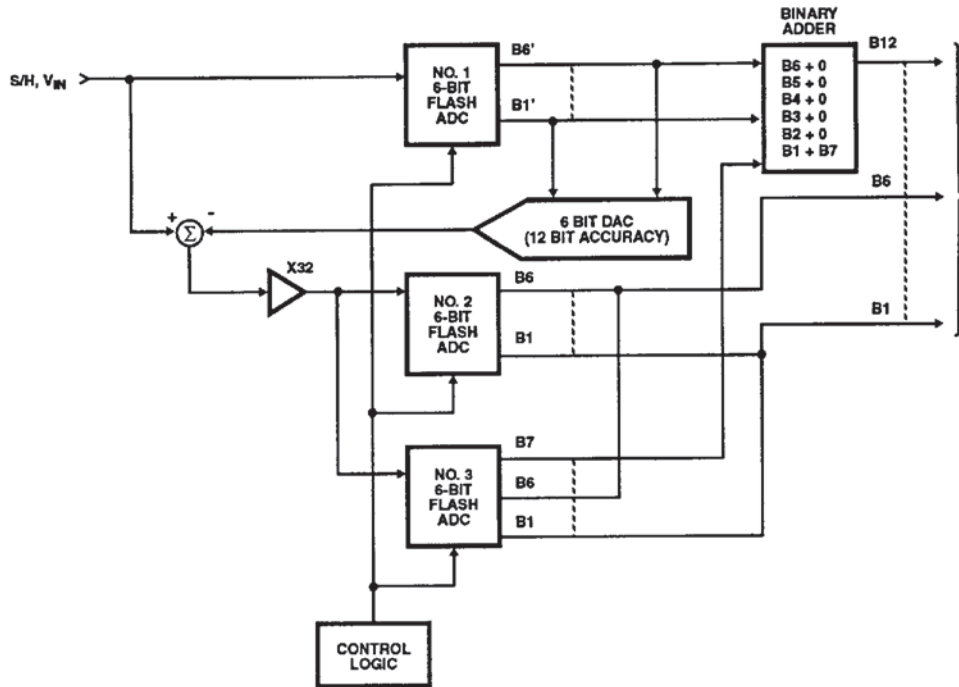 BINARY
ADDER
B12
S/H, VIN
NO. 1
6-BIT
FLASH
ADC
B6'
B1'
B6 + 0
B5 + 0
B4 + 0
B3 + 0
B2 + 0
B1 + B7
B6
+
-
Σ
6 BIT DAC
(12 BIT ACCURACY)
X32
NO. 2
6-BIT
FLASH
ADC
B6
B1
B1
NO. 3
6-BIT
FLASH
ADC
B7
B6
B1
CONTROL
LOGIC